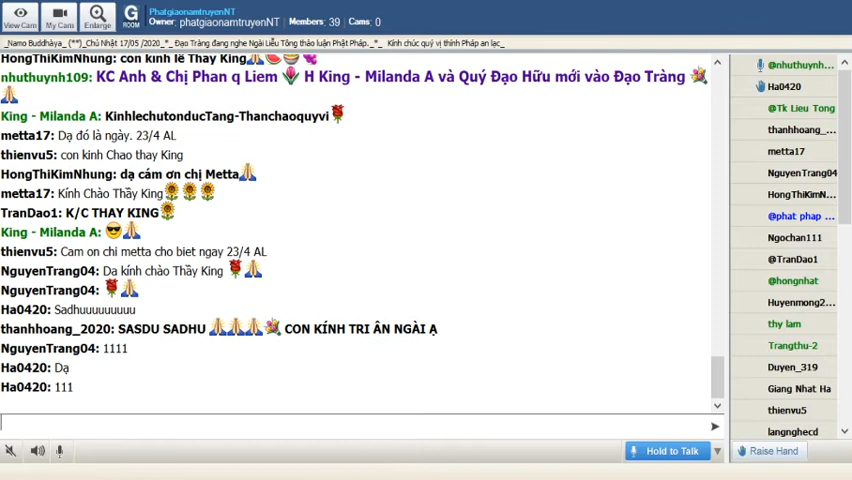 View Cam
My Cam
Enlarge
G
ROOM
PhatgiaonamtruyenNT
Owner: phatgiaonamtruyenNT | Members: 39 | Cams: 0
_Namo Buddhàya_ (**)_Chủ Nhật 17/05 /2020_* _Đạo Tràng đang nghe Ngài Liễu Tông thảo luận Phật Pháp._*_ Kính chúc quý vị thính Pháp an lạc_
HongThiKimNhung: con kính lễ Thầy King
nhuthuynh109: KC Anh & Chị Phan q Liem H King - Milanda A và Quý Đạo Hữu mới vào Đạo Tràng
King - Milanda A: KinhlechutonducTang-Thanchaoquyvi
metta17: Dạ đó là ngày. 23/4 AL
thienvu5: con kinh Chao thay King
HongThiKimNhung: dạ cám ơn chị Metta
metta17: Kính Chào Thầy King
TranDao1: K/C THAY KING
King - Milanda A:
thienvu5: Cam on chi metta cho biet ngay 23/4 AL
NguyenTrang04: Da kính chào Thầy King
NguyenTrang04:
Ha0420: Sadhuuuuuuuuu
thanhhoang_2020: SASDU SADHU CON KÍNH TRI ÂN NGÀI Ạ
NguyenTrang04: 1111
Ha0420: Dạ
Ha0420: 111
Hold to Talk
@nhuthuynh...
Ha0420
@Tk Lieu Tong
thanhhoang_...
metta17
NguyenTrang04
HongThiKimN...
@phat phap ...
Ngochan111
@TranDao1
@hongnhat
Huyenmong2...
thy lam
Trangthu-2
Duyen_319
Giang Nhat Ha
thienvu5
langnghecd
Raise Hand